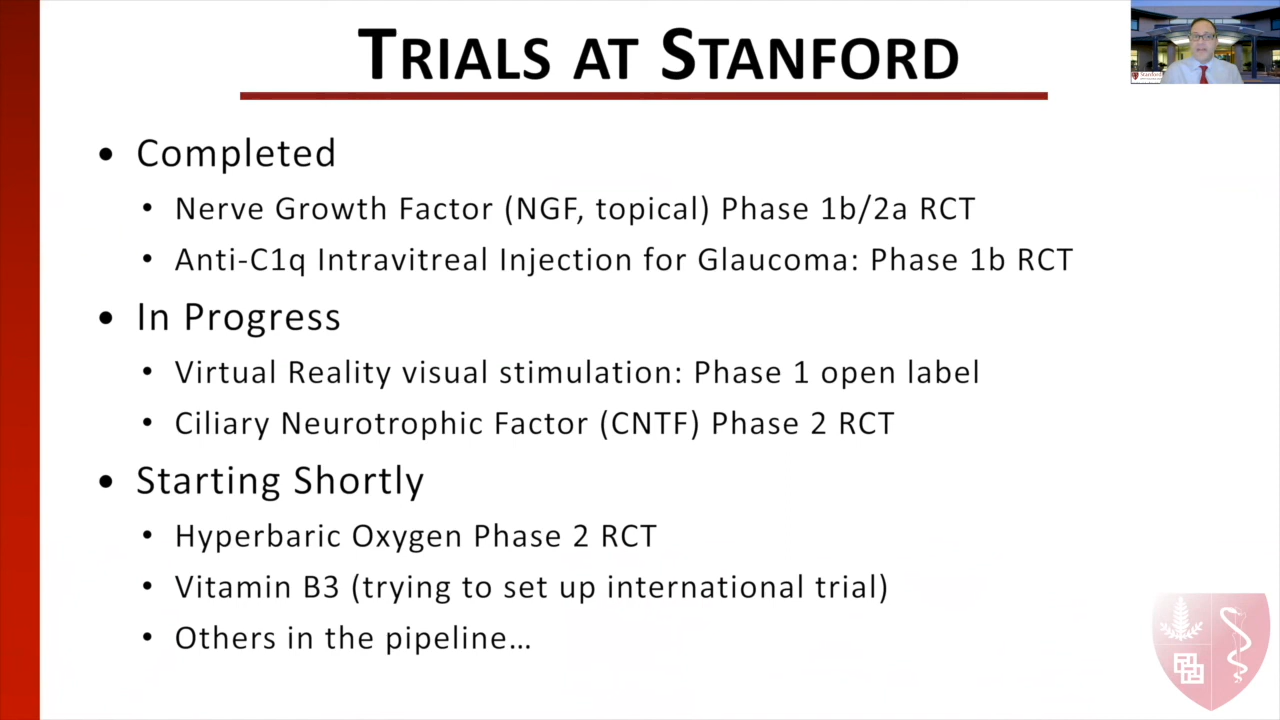 TRIALS AT STANFORD
Stanford
• Completed
• Nerve Growth Factor (NGF, topical) Phase 1b/2a RCT
• Anti-C1q Intravitreal Injection for Glaucoma: Phase 1b RCT
• In Progress
• Virtual Reality visual stimulation: Phase 1 open label
• Ciliary Neurotrophic Factor (CNTF) Phase 2 RCT
• Starting Shortly
• Hyperbaric Oxygen Phase 2 RCT
• Vitamin B3 (trying to set up international trial)
• Others in the pipeline...